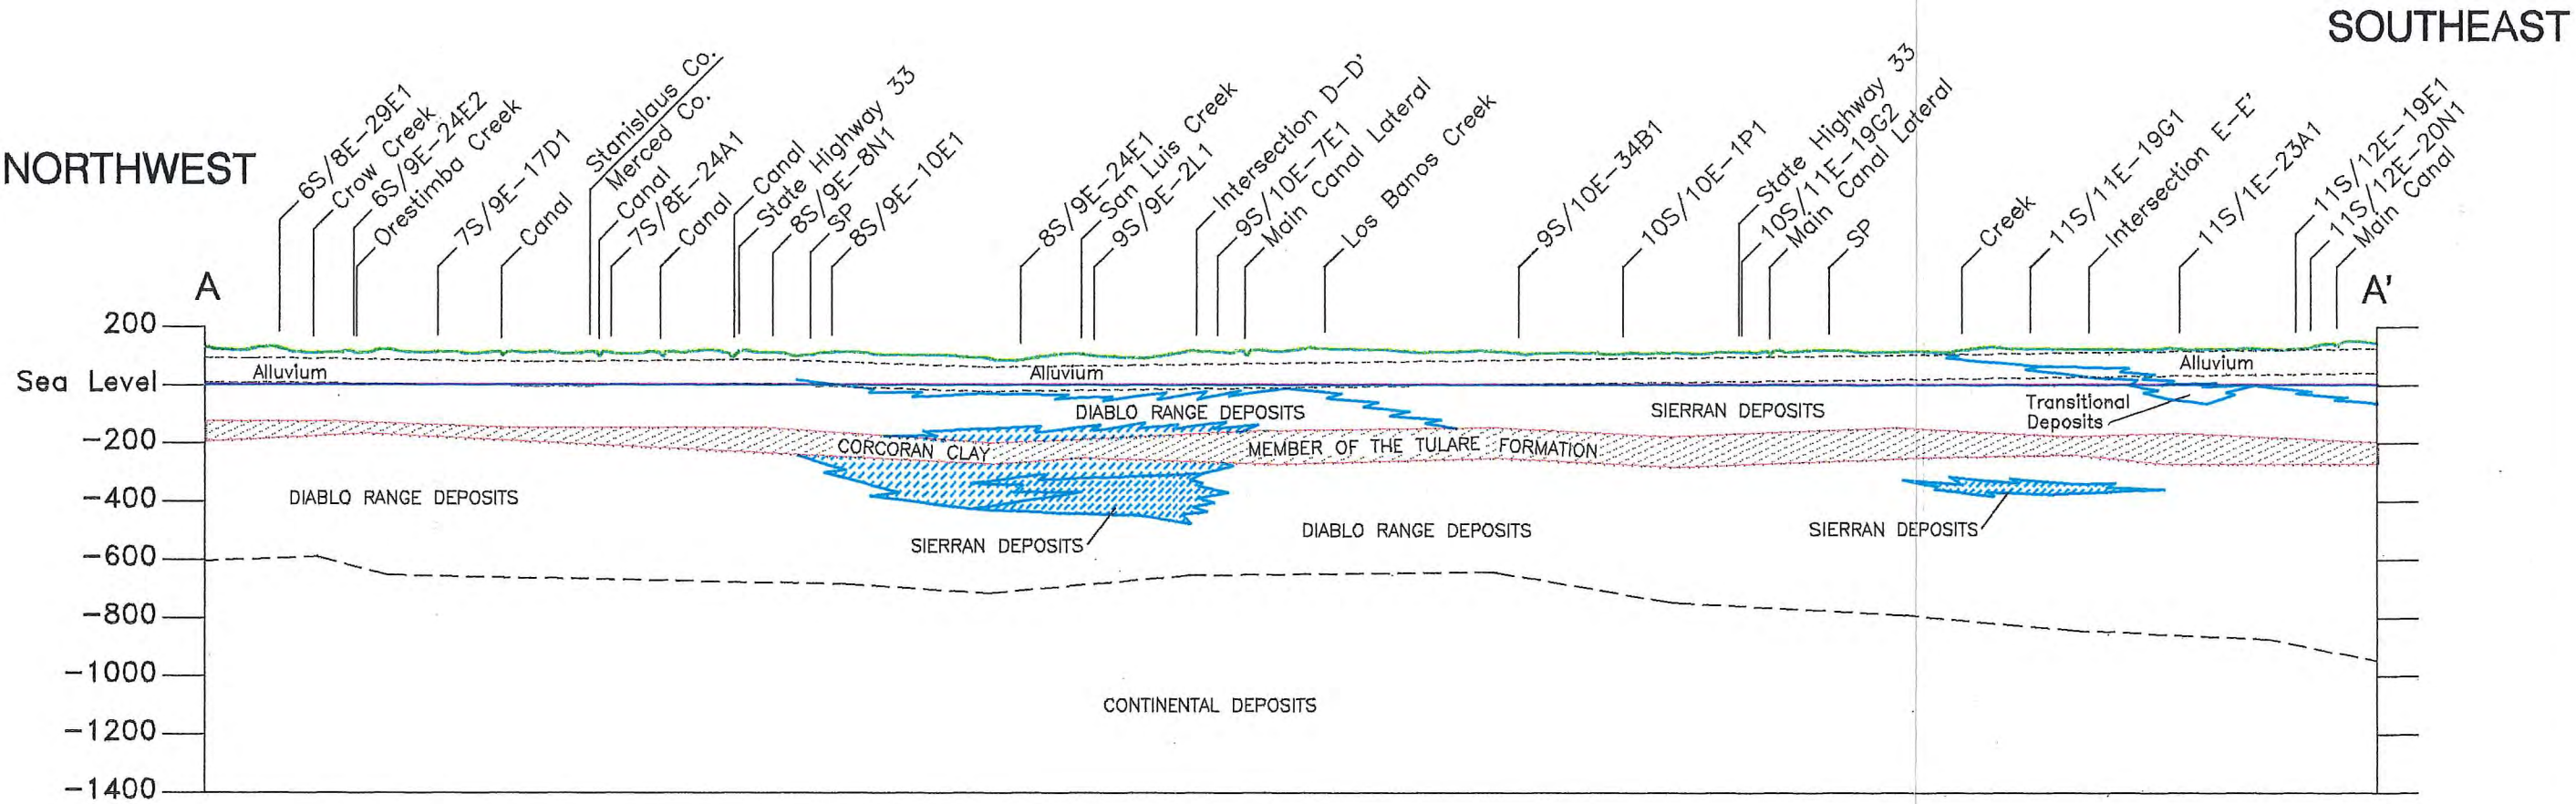 SOUTHEAST
NORTHWEST
6S/8E-29E1
Crow Creek
6S/9E-24E2
Orestimba Creek
7S/9E-17D1
Canal
Stanislaus Co.
Merced Co.
Canal
7S/8E-24A1
Canal
Canal
State Highway 33
8S/9E-8N1
SP
8S/9E-10E1
8S/9E-24E1
San Luis Creek
9S/9E-2L1
Intersection D-D'
9S/10E-7E1
Main Canal Lateral
Los Banos Creek
9S/10E-34B1
10S/10E-1P1
State Highway 33
10S/11E-19G2
Main Canal Lateral
SP
Creek
11S/11E-19G1
Intersection E-E'
11S/1E-23A1
11S/12E-19E1
11S/12E-20N1
Main Canal
A
A'
200
Sea Level
-200
-400
-600
-800
-1000
-1200
-1400
Alluvium
Alluvium
Alluvium
DIABLO RANGE DEPOSITS
SIERRAN DEPOSITS
Transitional
Deposits
CORCORAN CLAY
MEMBER OF THE TULARE FORMATION
DIABLO RANGE DEPOSITS
SIERRAN DEPOSITS
DIABLO RANGE DEPOSITS
SIERRAN DEPOSITS
CONTINENTAL DEPOSITS